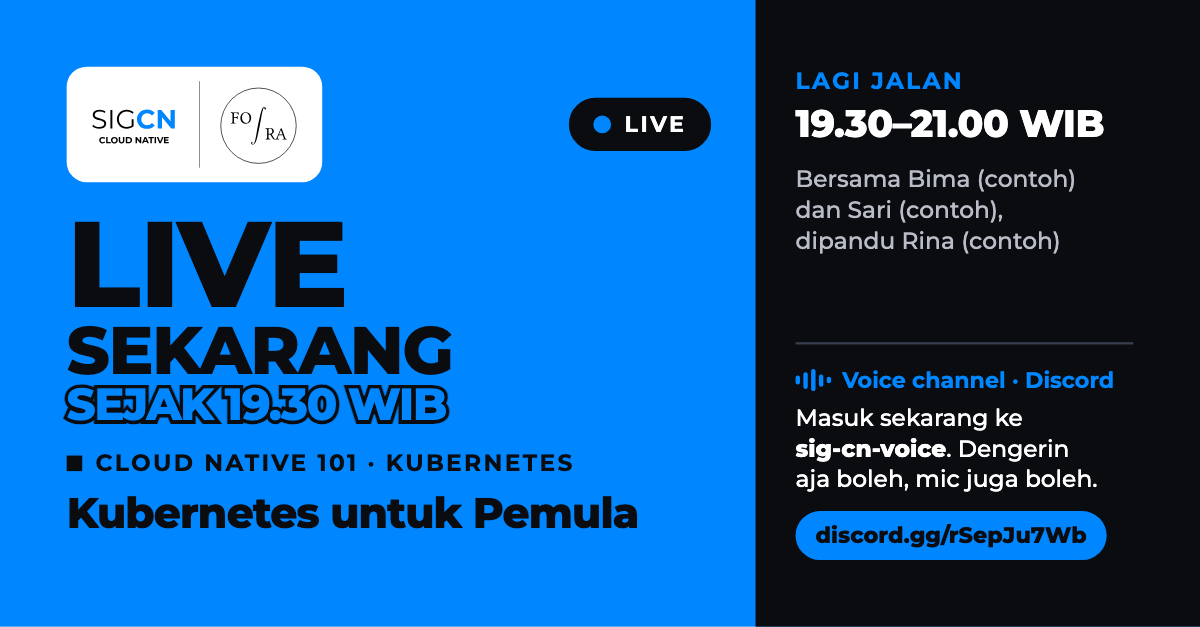 SIGCN
CLOUD NATIVE
FO RA
LIVE
LIVE
SEKARANG
SEJAK 19.30 WIB
CLOUD NATIVE 101 · KUBERNETES
Kubernetes untuk Pemula
LAGI JALAN
19.30–21.00 WIB
Bersama Bima (contoh)
dan Sari (contoh),
dipandu Rina (contoh)
Voice channel · Discord
Masuk sekarang ke
sig-cn-voice. Dengerin
aja boleh, mic juga boleh.
discord.gg/rSepJu7Wb